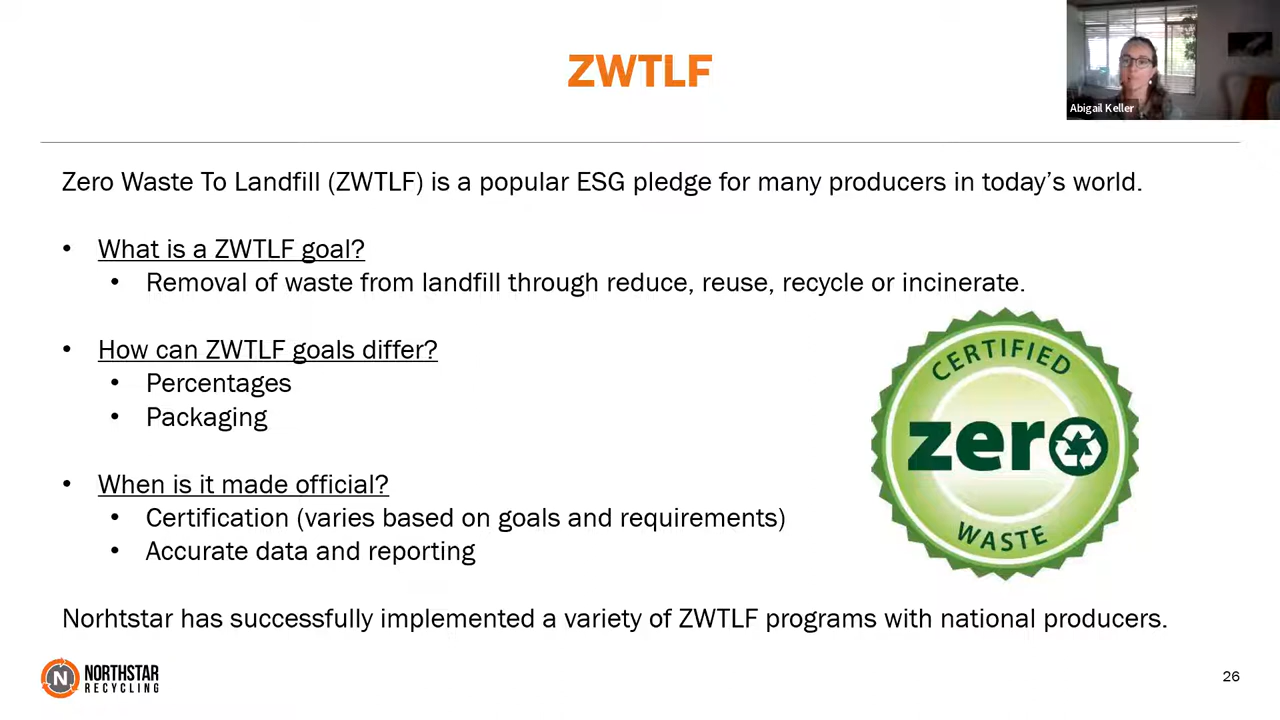 ZWTLF
Abigail Keller
Zero Waste To Landfill (ZWTLF) is a popular ESG pledge for many producers in today’s world.
• What is a ZWTLF goal?
• Removal of waste from landfill through reduce, reuse, recycle or incinerate.
• How can ZWTLF goals differ?
• Percentages
• Packaging
• When is it made official?
• Certification (varies based on goals and requirements)
• Accurate data and reporting
CERTIFIED
zero
WASTE
Norhtstar has successfully implemented a variety of ZWTLF programs with national producers.
N
NORTHSTAR
RECYCLING
26